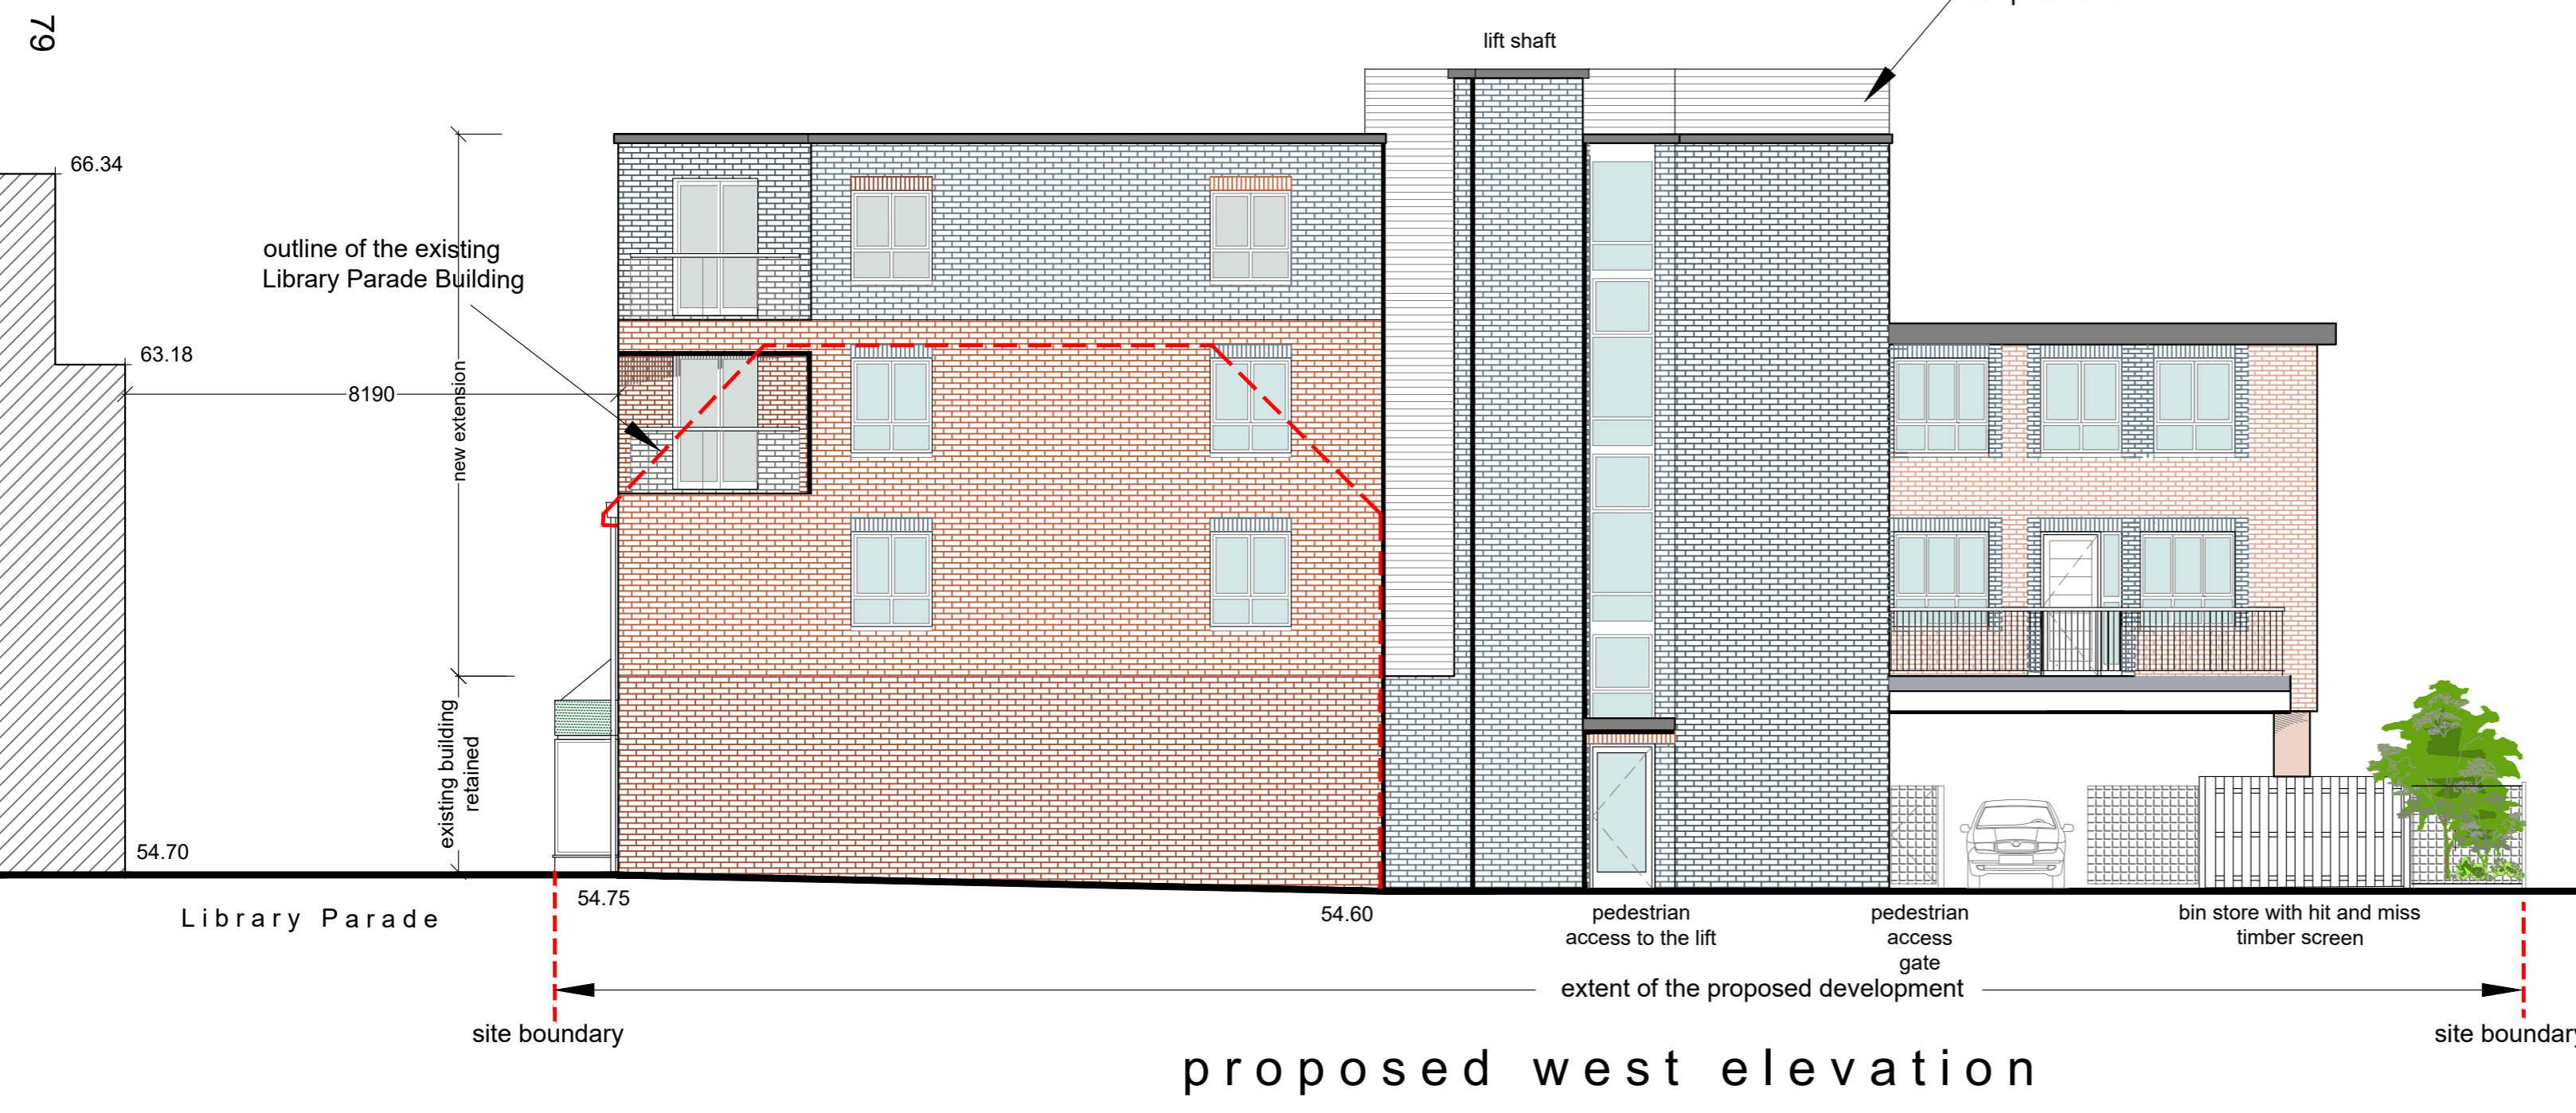 79
lift shaft
66.34
outline of the existing
Library Parade Building
63.18
8190
new extension
existing building
retained
54.70
54.75
54.60
Library Parade
pedestrian
access to the lift
pedestrian
access
gate
bin store with hit and miss
timber screen
extent of the proposed development
site boundary
site boundary
proposed west elevation